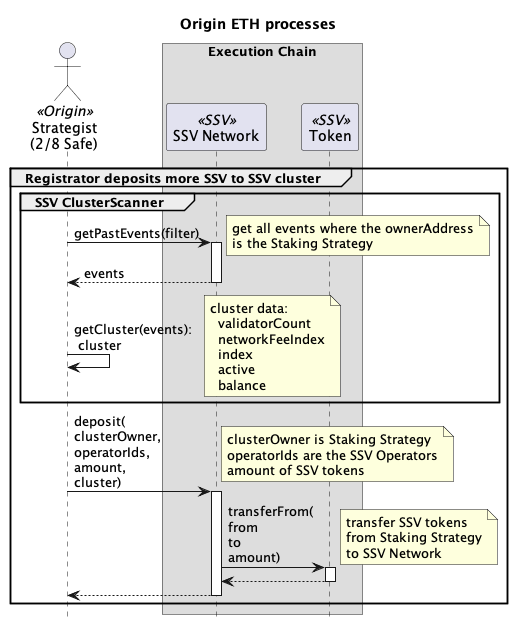 Origin ETH processes
Execution Chain
«Origin»
Strategist
(2/8 Safe)
«SSV»
SSV Network
«SSV»
Token
Registrator deposits more SSV to SSV cluster
SSV ClusterScanner
getPastEvents(filter)
get all events where the ownerAddress
is the Staking Strategy
events
getCluster(events):
cluster
cluster data:
validatorCount
networkFeeIndex
index
active
balance
deposit(
clusterOwner,
operatorIds,
amount,
cluster)
clusterOwner is Staking Strategy
operatorIds are the SSV Operators
amount of SSV tokens
transferFrom(
from
to
amount)
transfer SSV tokens
from Staking Strategy
to SSV Network